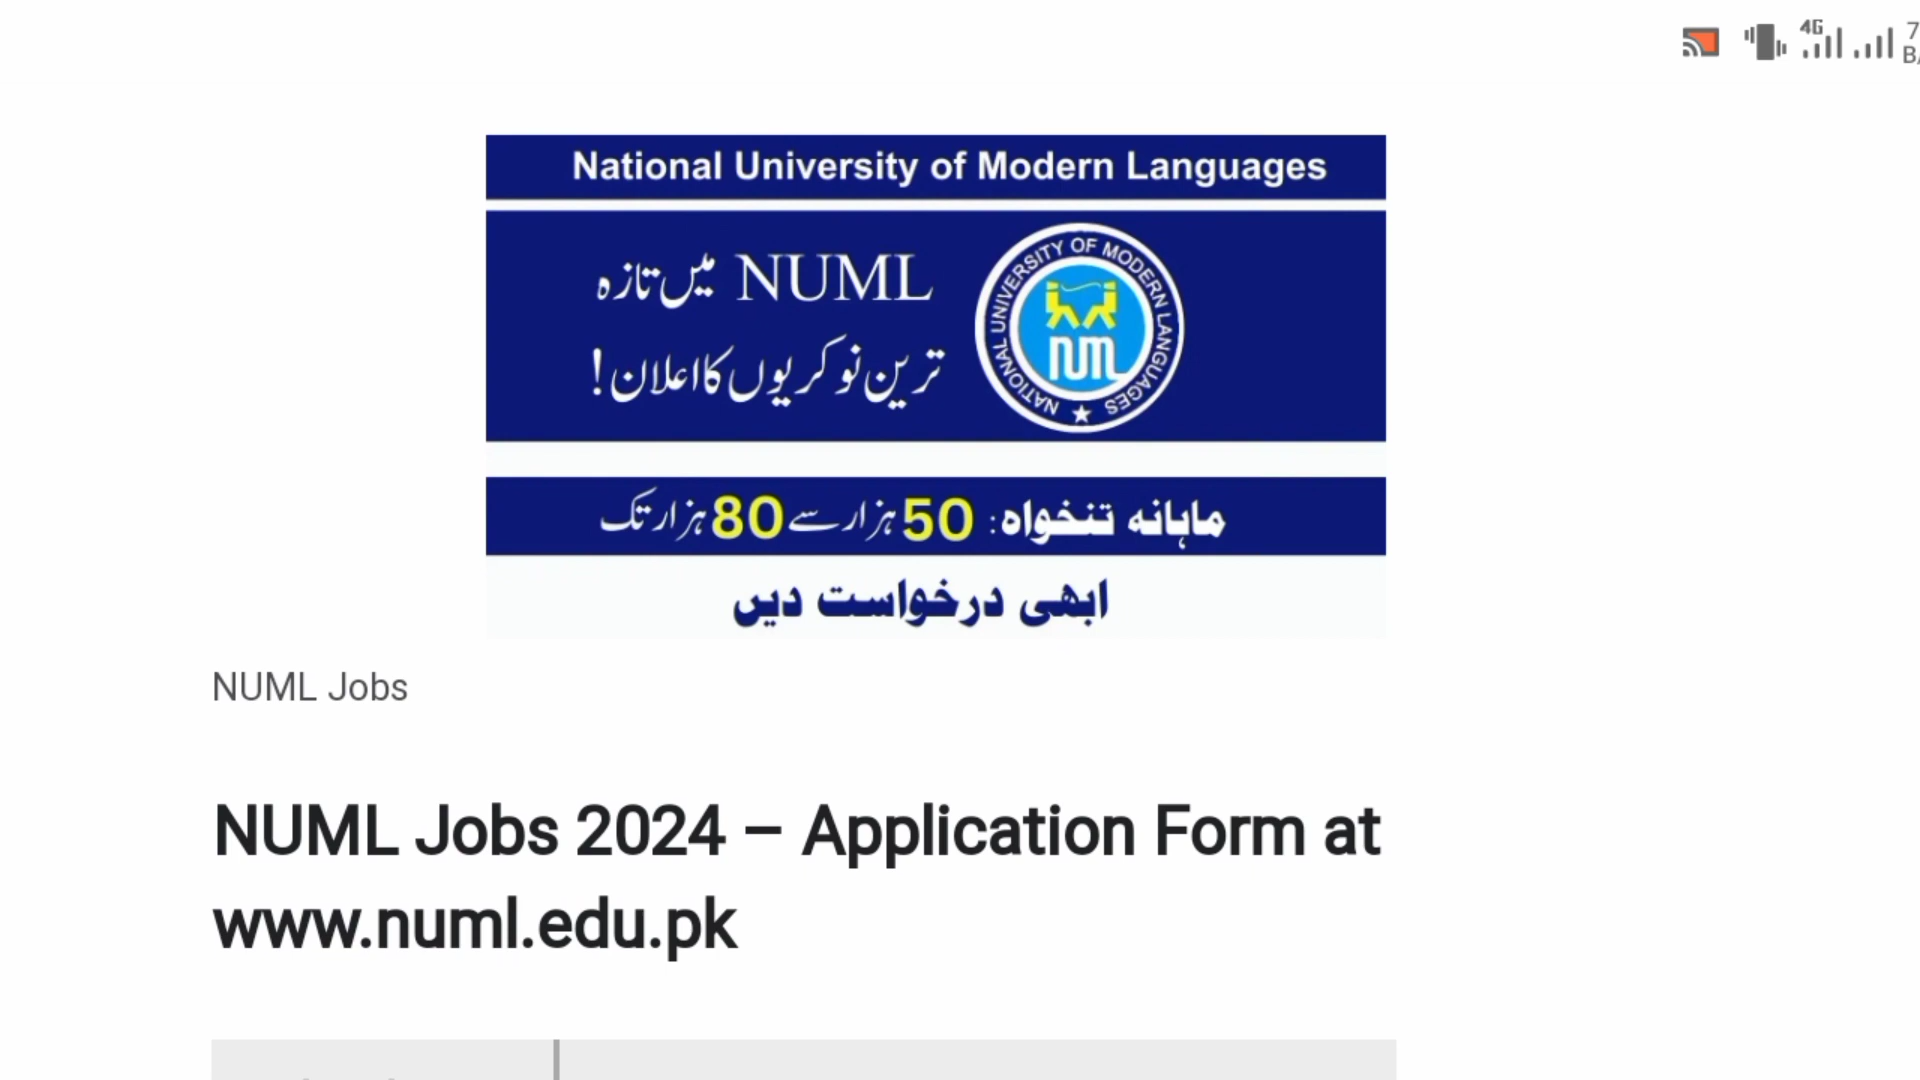 4G
National University of Modern Languages
NUML میں تازہ
ترین نوکریوں کا اعلان!
NATIONAL UNIVERSITY OF MODERN LANGUAGES
numl
ماہانہ تنخواہ: 50 ہزار سے 80 ہزار تک
ابھی درخواست دیں
NUML Jobs
NUML Jobs 2024 – Application Form at
www.numl.edu.pk